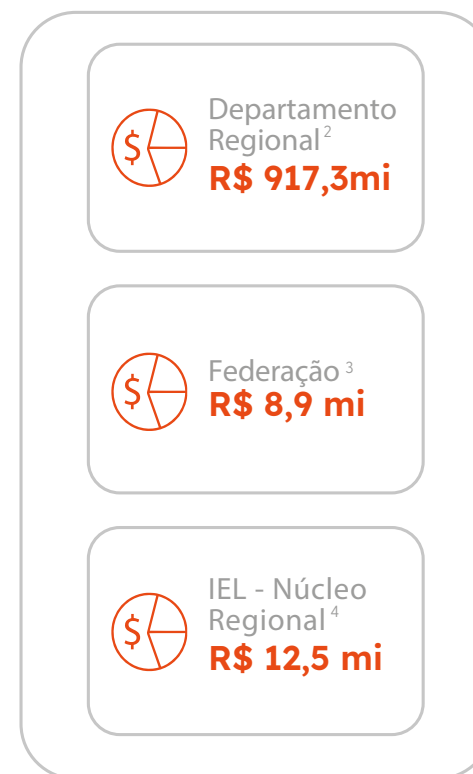 Departamento
Regional ²
R$ 917,3mi
Federação ³
R$ 8,9 mi
IEL - Núcleo
Regional ⁴
R$ 12,5 mi